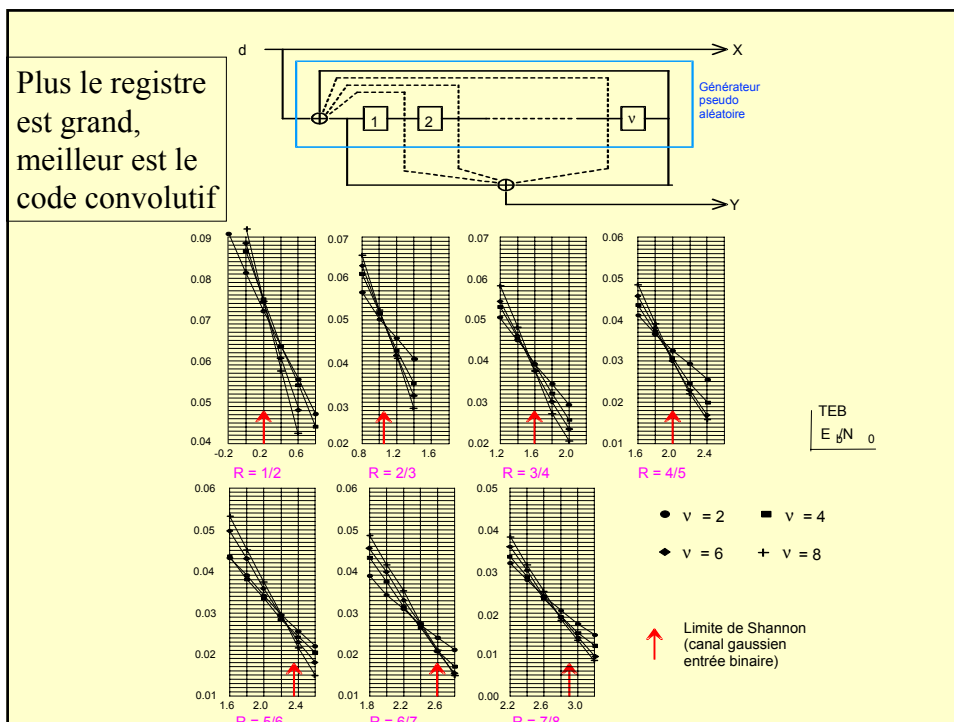 d
X
Plus le registre
est grand,
meilleur est le
code convolutif
Générateur
pseudo
aléatoire
1
2
ν
Y
0.09
0.08
0.07
0.06
0.05
0.04
-0.2 0.2 0.6
R = 1/2
0.07
0.06
0.05
0.04
0.03
0.02
0.8 1.2 1.6
R = 2/3
0.07
0.06
0.05
0.04
0.03
0.02
1.2 1.6 2.0
R = 3/4
0.06
0.05
0.04
0.03
0.02
0.01
1.6 2.0 2.4
R = 4/5
TEB
E b/N 0
0.06
0.05
0.04
0.03
0.02
0.01
1.6 2.0 2.4
R = 5/6
0.06
0.05
0.04
0.03
0.02
0.01
1.8 2.2 2.6
R = 6/7
0.05
0.04
0.03
0.02
0.01
0.00
2.2 2.6 3.0
R = 7/8
ν = 2
ν = 4
ν = 6
ν = 8
Limite de Shannon
(canal gaussien
entrée binaire)